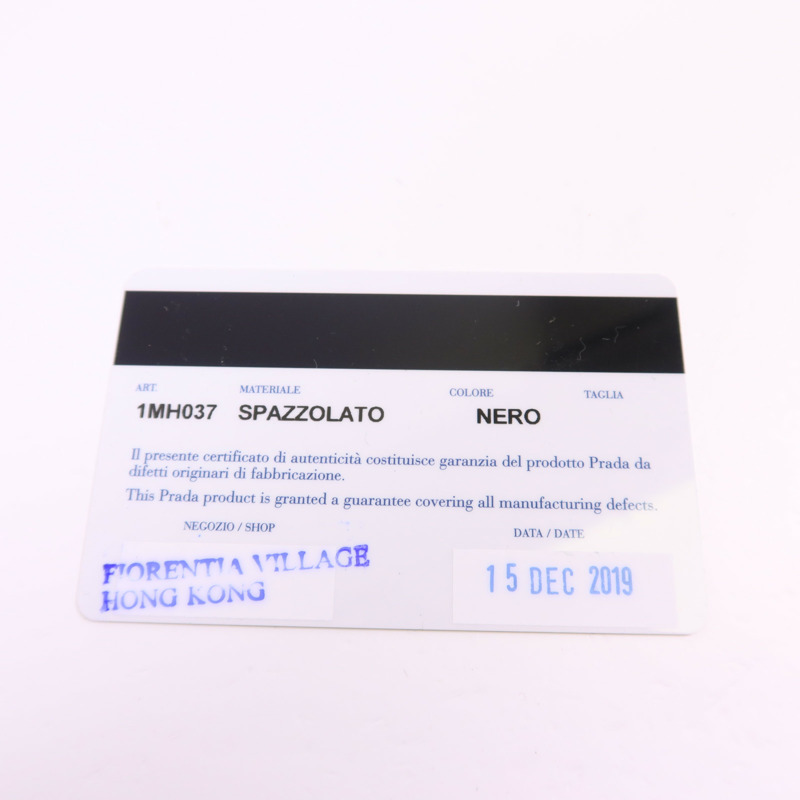 ART. MATERIALE COLORE TAGLIA
1MH037 SPAZZOLATO NERO
Il presente certificato di autenticità costituisce garanzia del prodotto Prada da
difetti originari di fabbricazione.
This Prada product is granted a guarantee covering all manufacturing defects.
NEGOZIO / SHOP DATA / DATE
FIORENTIA VILLAGE
HONG KONG
15 DEC 2019